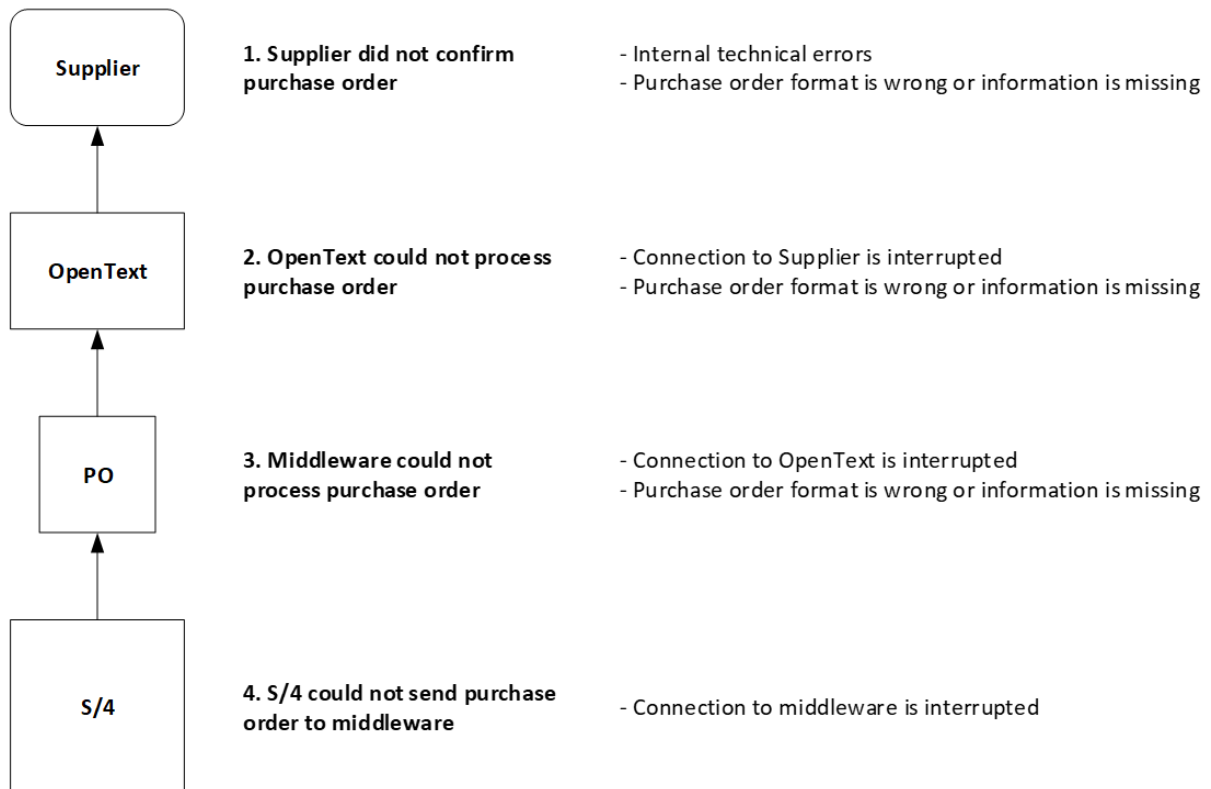 Supplier
1. Supplier did not confirm
purchase order
- Internal technical errors
- Purchase order format is wrong or information is missing
OpenText
2. OpenText could not process
purchase order
- Connection to Supplier is interrupted
- Purchase order format is wrong or information is missing
PO
3. Middleware could not
process purchase order
- Connection to OpenText is interrupted
- Purchase order format is wrong or information is missing
S/4
4. S/4 could not send purchase
order to middleware
- Connection to middleware is interrupted